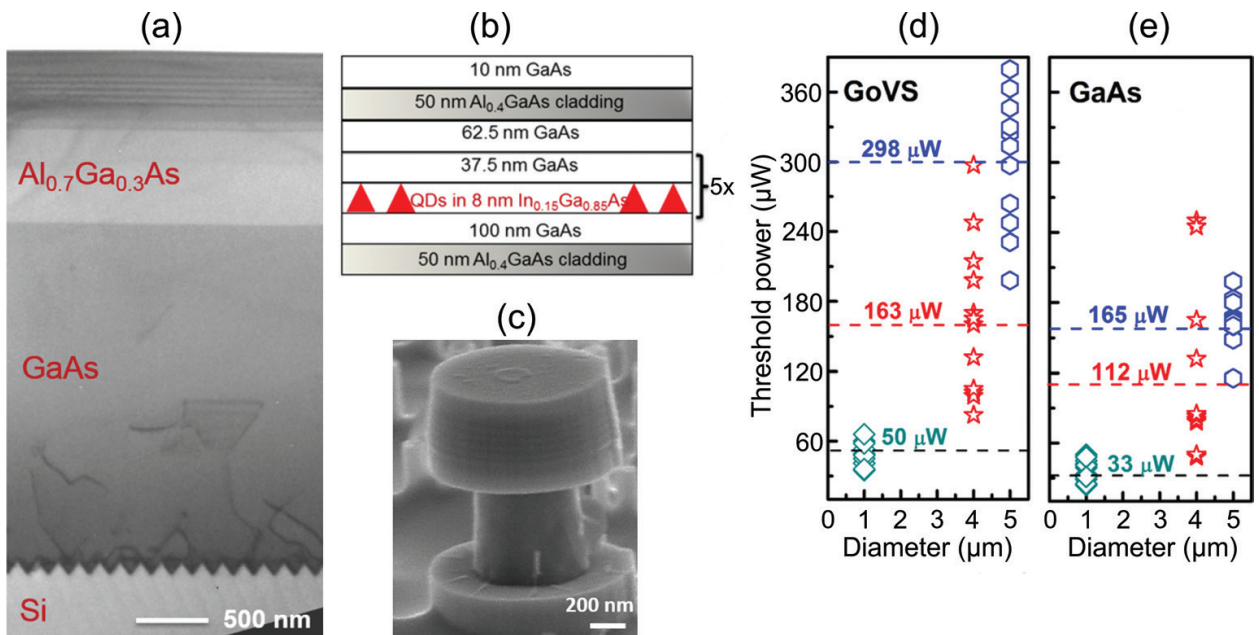 (a)
Al0.7Ga0.3As
GaAs
Si
500 nm
(b)
10 nm GaAs
50 nm Al0.4GaAs cladding
62.5 nm GaAs
37.5 nm GaAs
QDs in 8 nm In0.15Ga0.85As
5x
100 nm GaAs
50 nm Al0.4GaAs cladding
(c)
200 nm
(d)
Threshold power (μW)
360
300
240
180
120
60
GoVS
298 μW
163 μW
50 μW
0 1 2 3 4 5
Diameter (μm)
(e)
GaAs
165 μW
112 μW
33 μW
0 1 2 3 4 5
Diameter (μm)